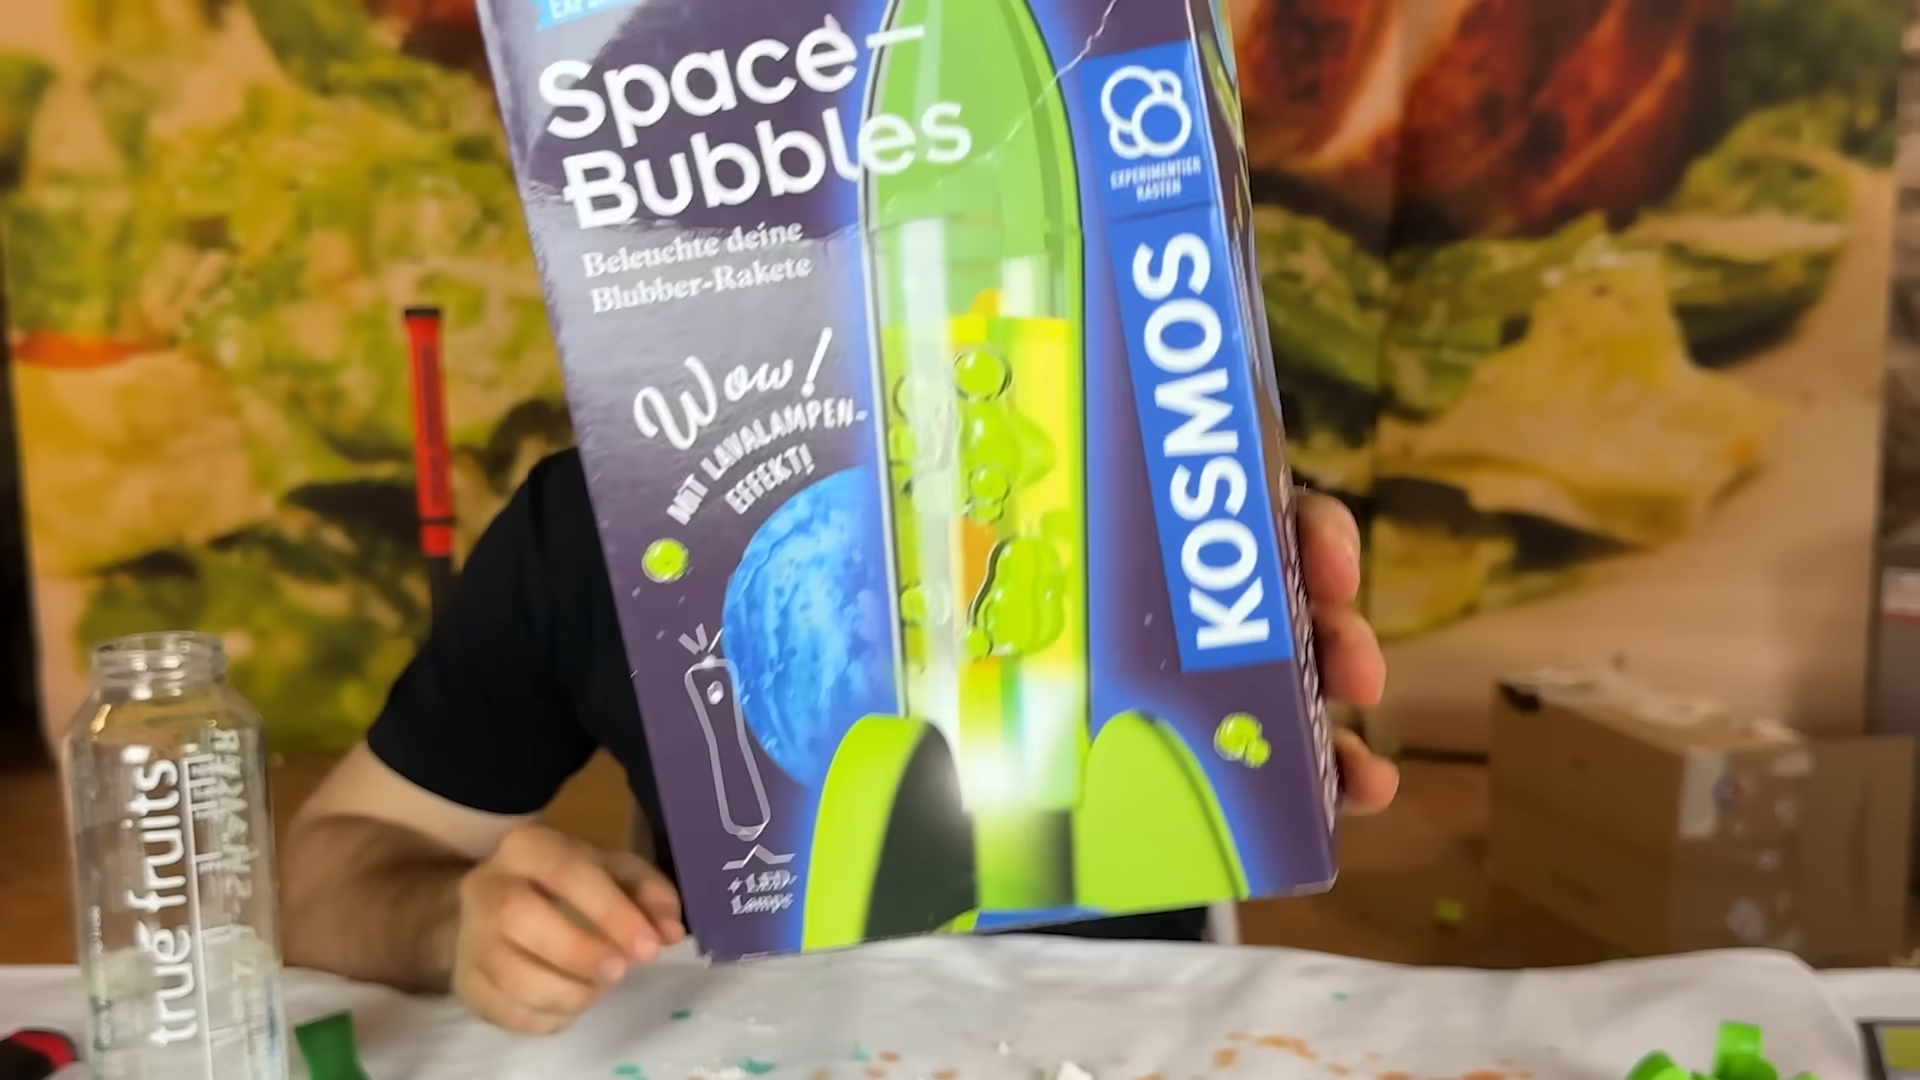 Space-
Bubbles
Beleuchte deine
Blubber-Rakete
Wow!
MIT LAVALAMPEN-
EFFEKT!
+ LED-
Lampe
EXPERIMENTIER
KASTEN
KOSMOS
true fruits